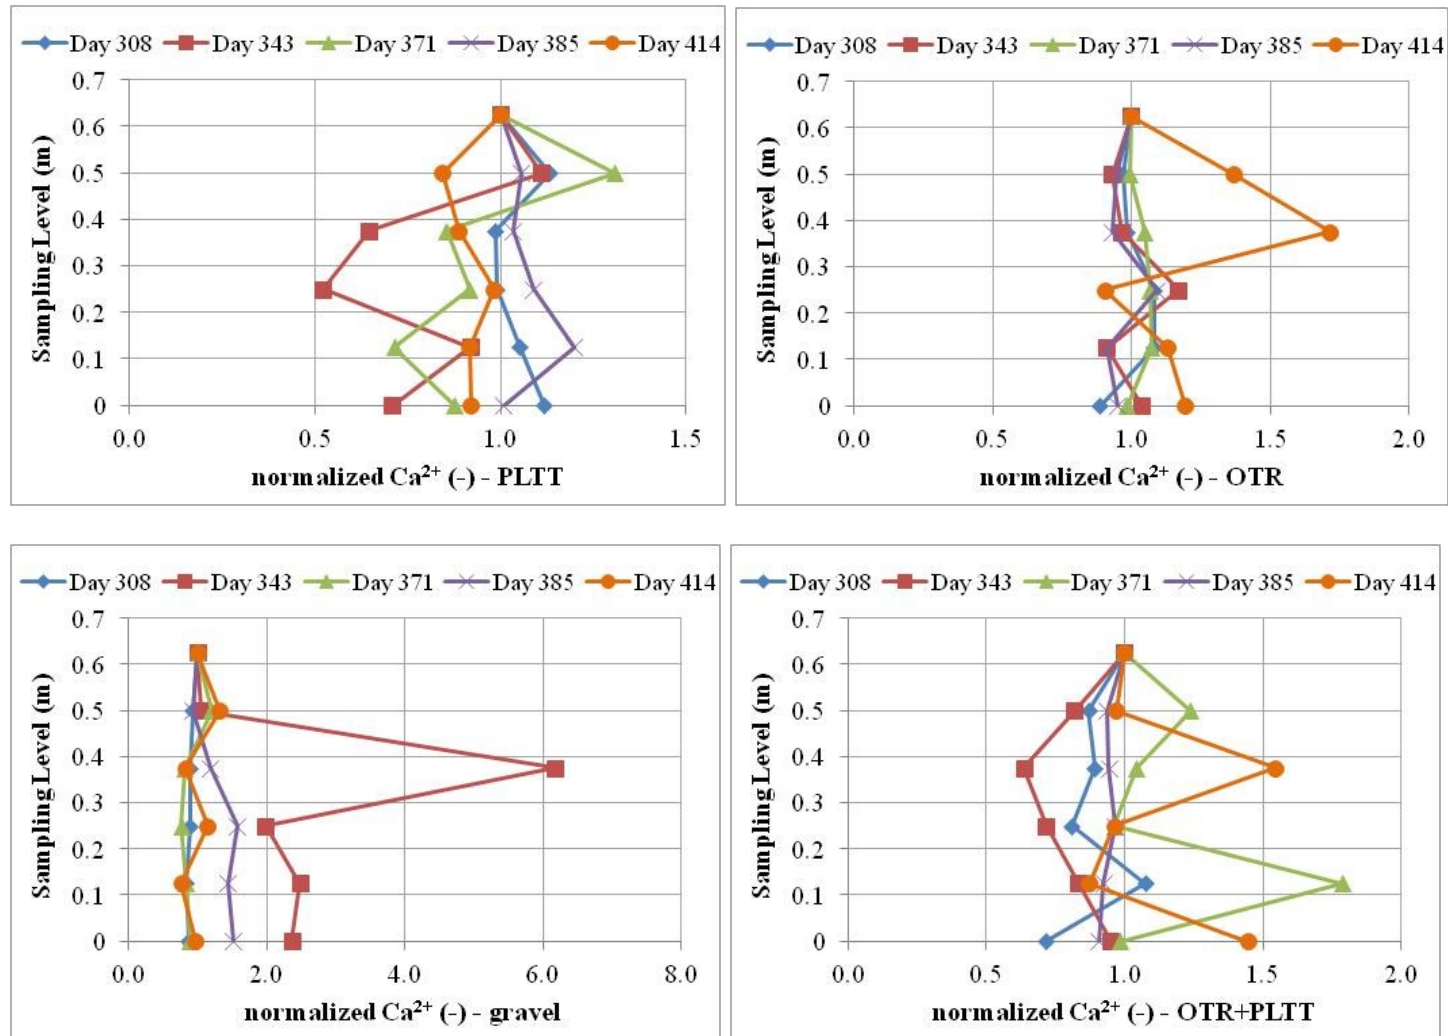 Day 308 Day 343 Day 371 Day 385 Day 414
0.7
0.6
0.5
0.4
0.3
0.2
0.1
0
Sampling Level (m)
0.0 0.5 1.0 1.5
normalized Ca²⁺ (-) - PLTT
Day 308 Day 343 Day 371 Day 385 Day 414
0.7
0.6
0.5
0.4
0.3
0.2
0.1
0
Sampling Level (m)
0.0 0.5 1.0 1.5 2.0
normalized Ca²⁺ (-) - OTR
Day 308 Day 343 Day 371 Day 385 Day 414
0.7
0.6
0.5
0.4
0.3
0.2
0.1
0
Sampling Level (m)
0.0 2.0 4.0 6.0 8.0
normalized Ca²⁺ (-) - gravel
Day 308 Day 343 Day 371 Day 385 Day 414
0.7
0.6
0.5
0.4
0.3
0.2
0.1
0
Sampling Level (m)
0.0 0.5 1.0 1.5 2.0
normalized Ca²⁺ (-) - OTR+PLTT